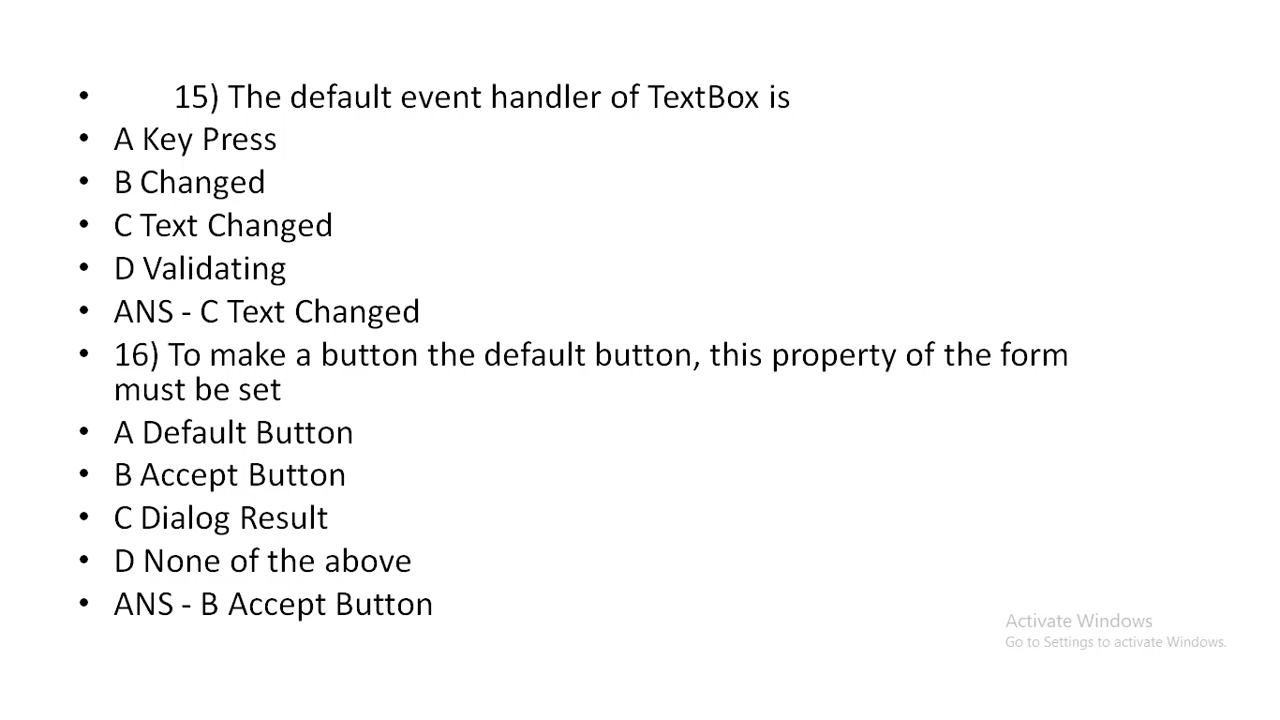 • 15) The default event handler of TextBox is
• A Key Press
• B Changed
• C Text Changed
• D Validating
• ANS - C Text Changed
• 16) To make a button the default button, this property of the form
must be set
• A Default Button
• B Accept Button
• C Dialog Result
• D None of the above
• ANS - B Accept Button
Activate Windows
Go to Settings to activate Windows.